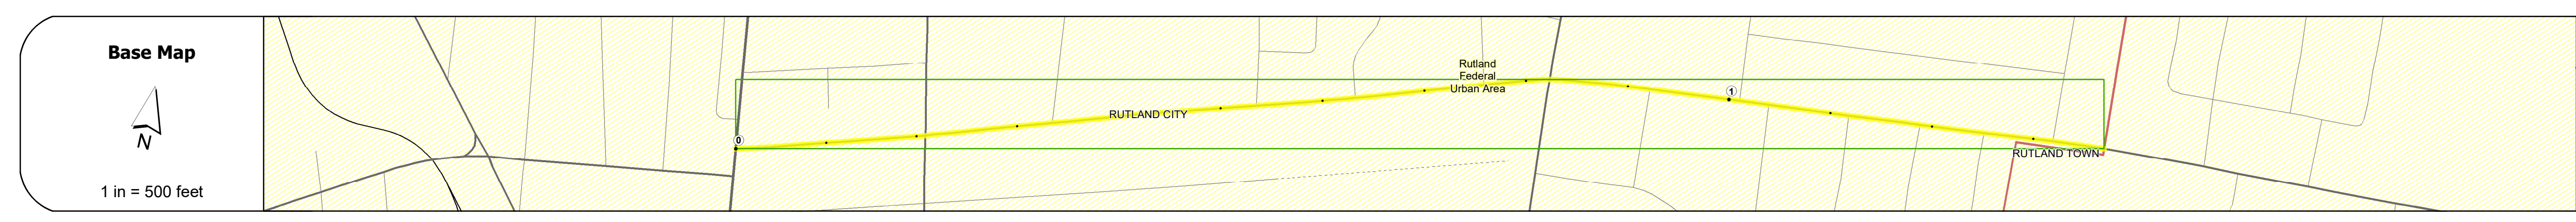 Base Map
N
1 in = 500 feet
0
RUTLAND CITY
Rutland
Federal
Urban Area
1
RUTLAND TOWN